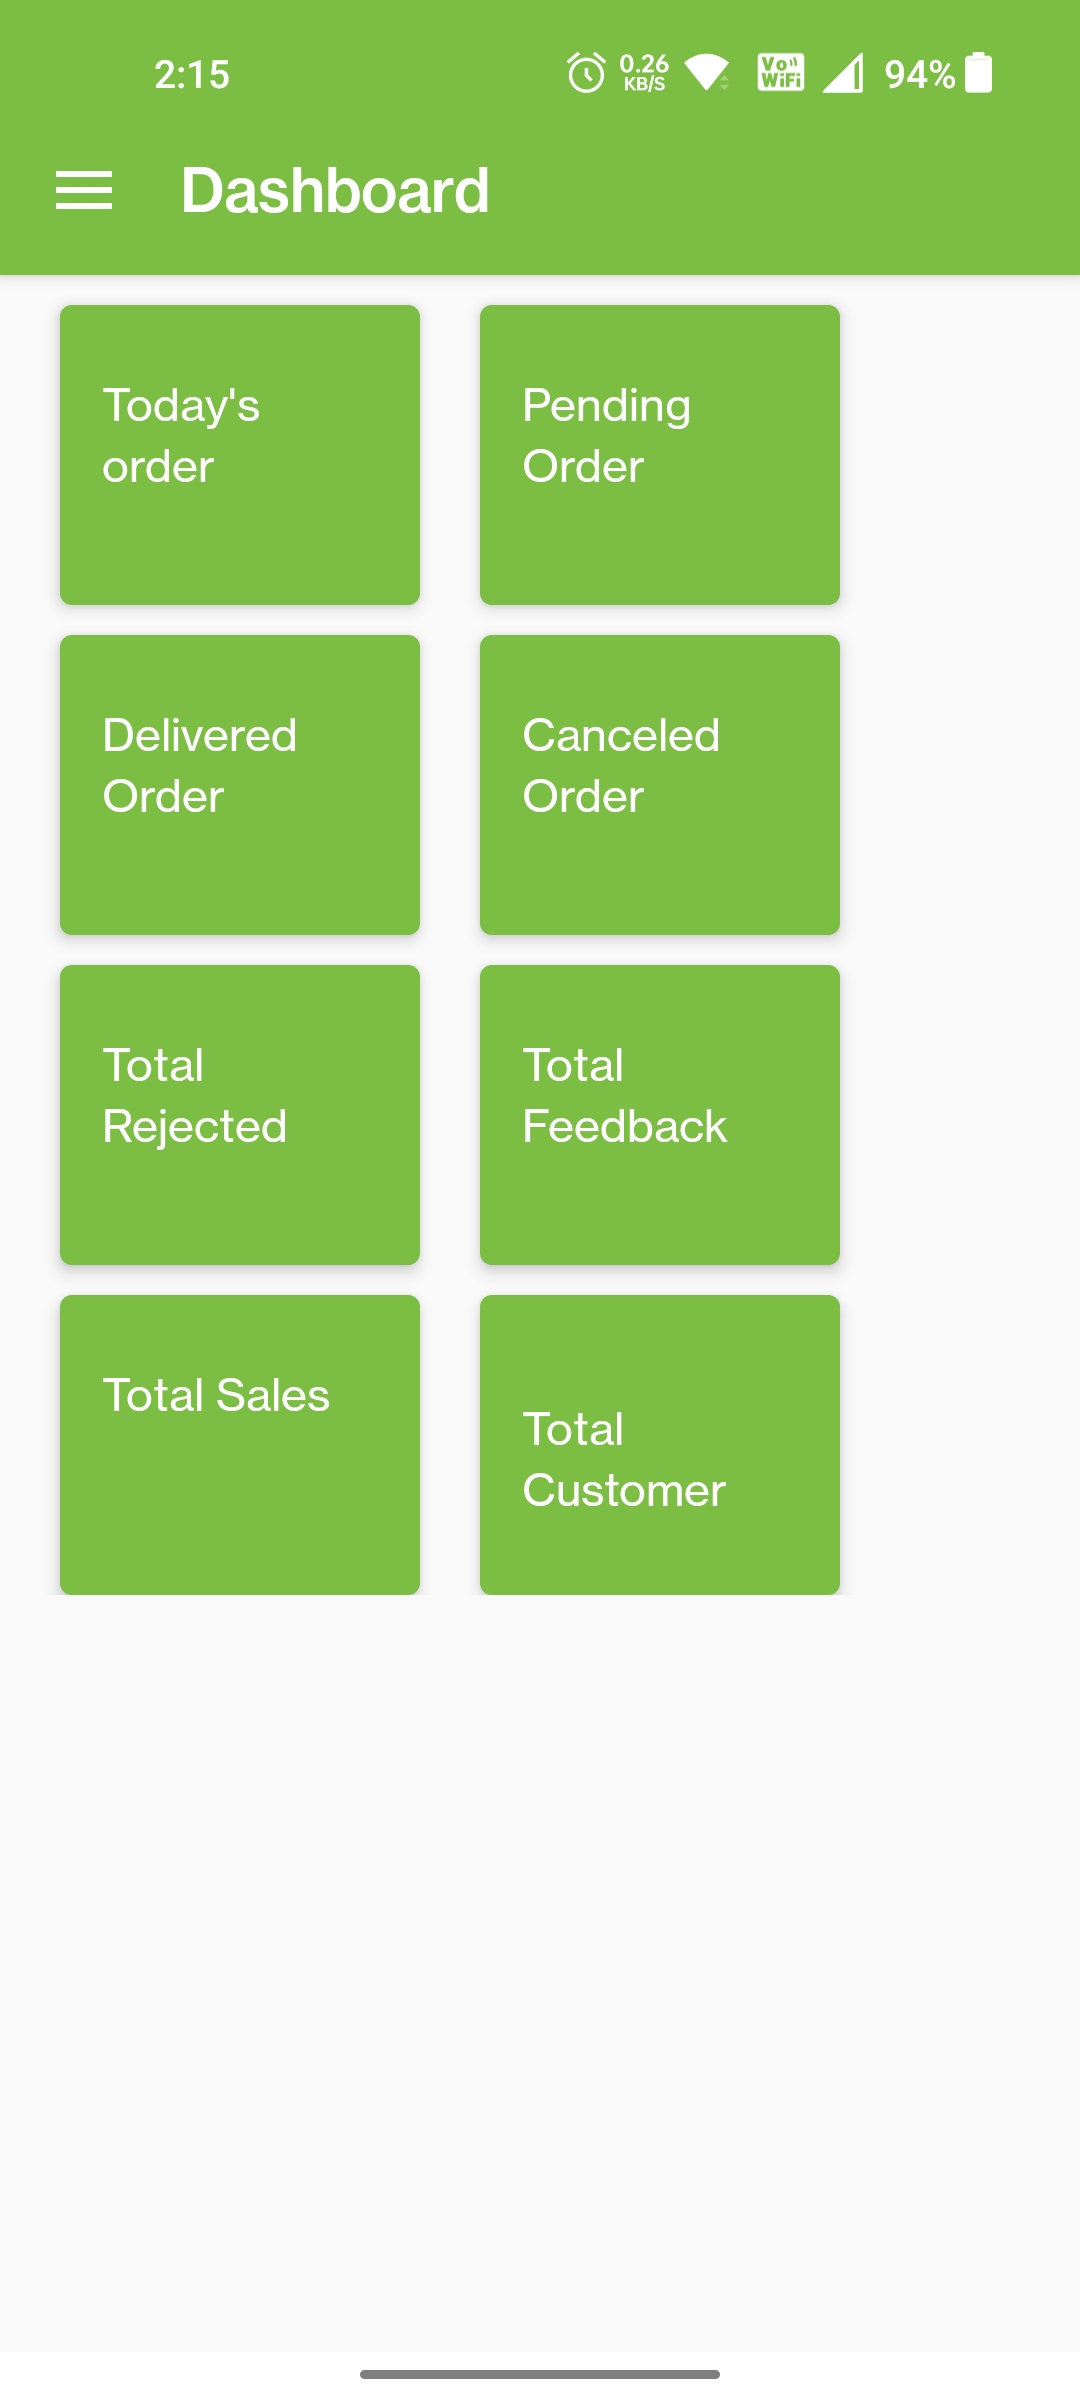 2:15
0.26
KB/S
Vo
WiFi
94%
Dashboard
Today's
order
Pending
Order
Delivered
Order
Canceled
Order
Total
Rejected
Total
Feedback
Total Sales
Total
Customer